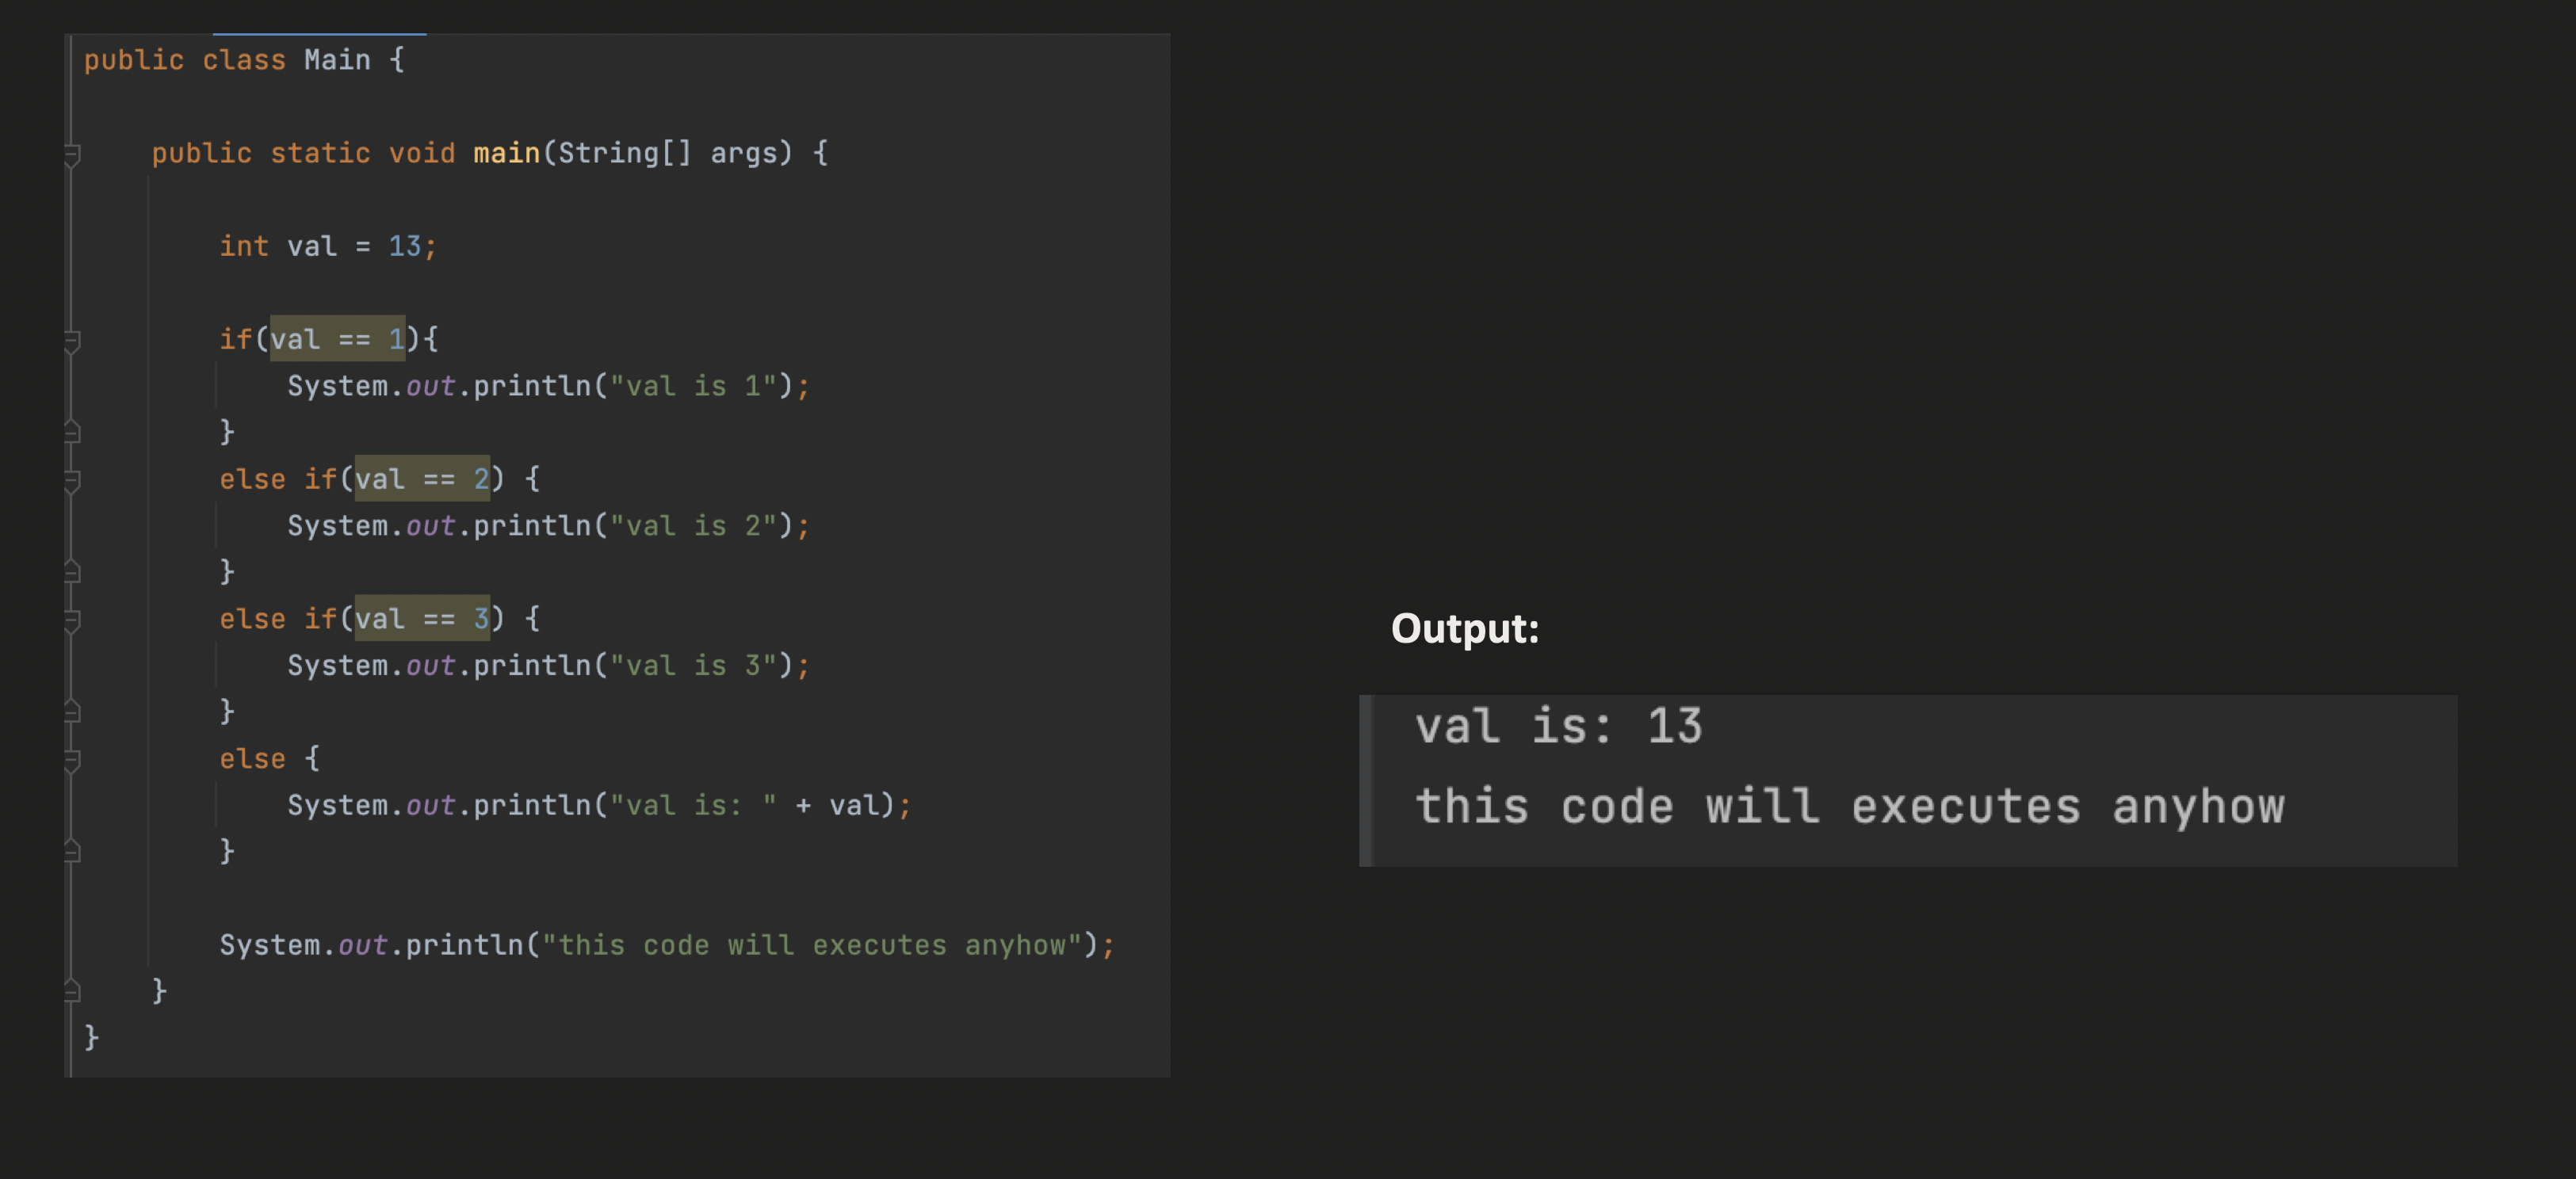 public class Main {
public static void main(String[] args) {
int val = 13;
if(val == 1){
System.out.println("val is 1");
}
else if(val == 2) {
System.out.println("val is 2");
}
else if(val == 3) {
System.out.println("val is 3");
}
else {
System.out.println("val is: " + val);
}
System.out.println("this code will executes anyhow");
}
}
Output:
val is: 13
this code will executes anyhow